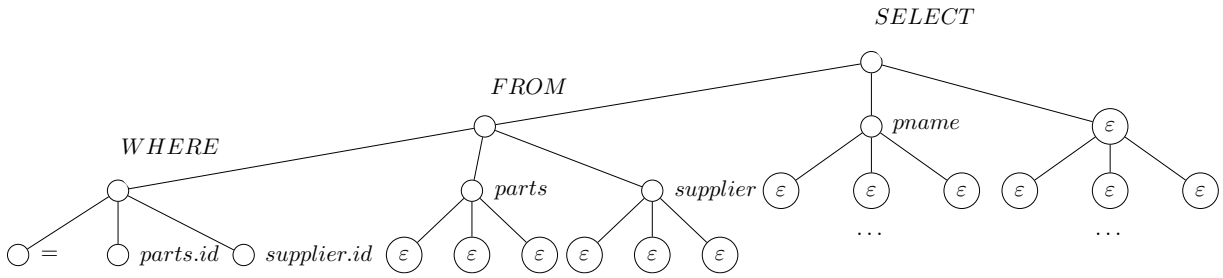 SELECT
FROM
WHERE
pname ε
parts supplier ε ε ε ε ε ε
= parts.id supplier.id ε ε ε ε ε ε
... ...